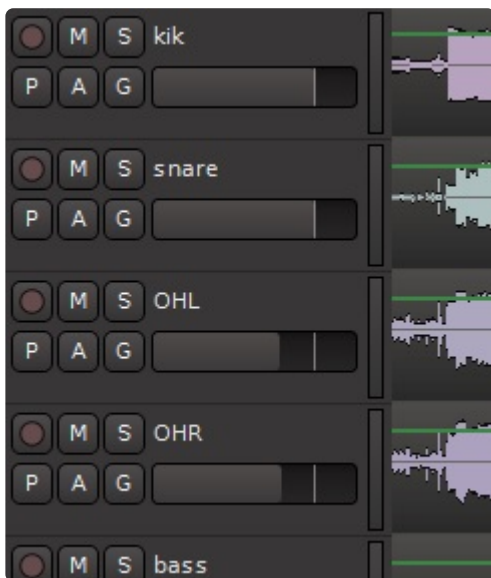 M S kik
P A G
M S snare
P A G
M S OHL
P A G
M S OHR
P A G
M S bass